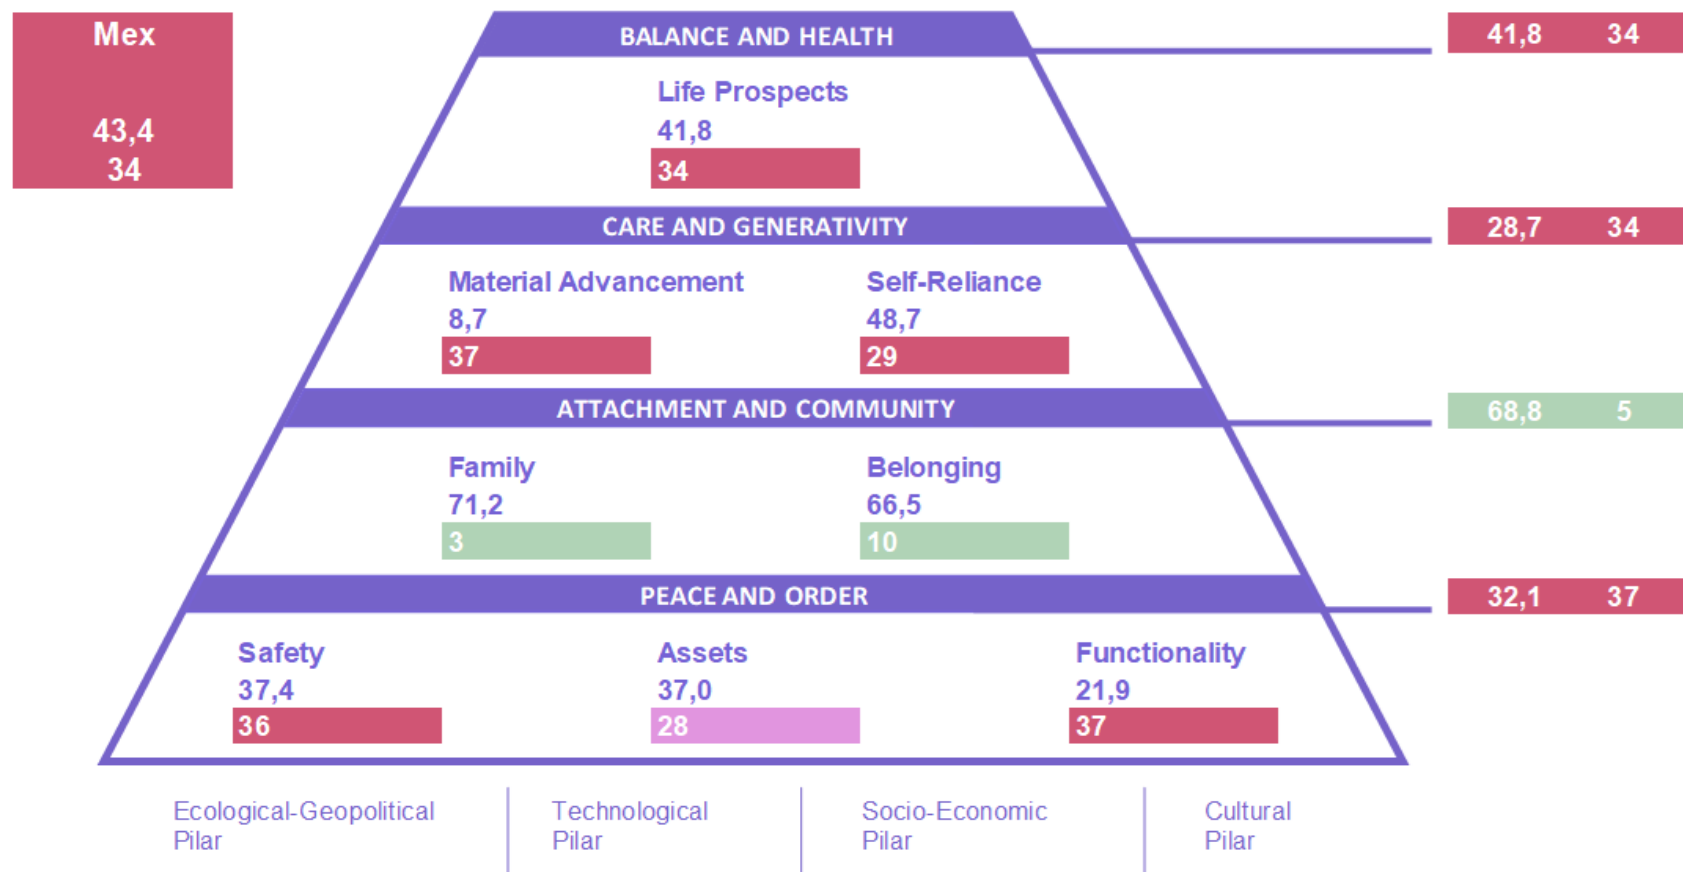 Mex
43,4
34
BALANCE AND HEALTH
41,8 34
Life Prospects
41,8
34
CARE AND GENERATIVITY
28,7 34
Material Advancement
8,7
37
Self-Reliance
48,7
29
ATTACHMENT AND COMMUNITY
68,8 5
Family
71,2
3
Belonging
66,5
10
PEACE AND ORDER
32,1 37
Safety
37,4
36
Assets
37,0
28
Functionality
21,9
37
Ecological-Geopolitical
Pilar
Technological
Pilar
Socio-Economic
Pilar
Cultural
Pilar